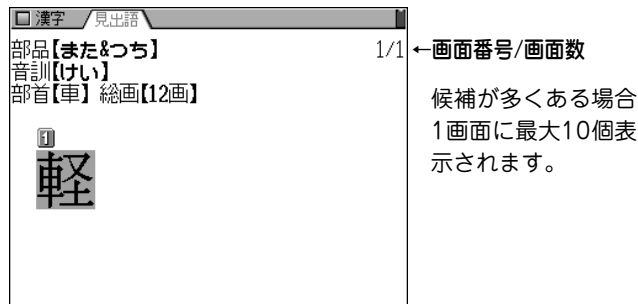 漢字 見出語
部品【また&つち】 1/1 ←画面番号/画面数
音訓【けい】
部首【車】 総画【12画】
候補が多くある場合
1画面に最大10個表
示されます。
1
軽